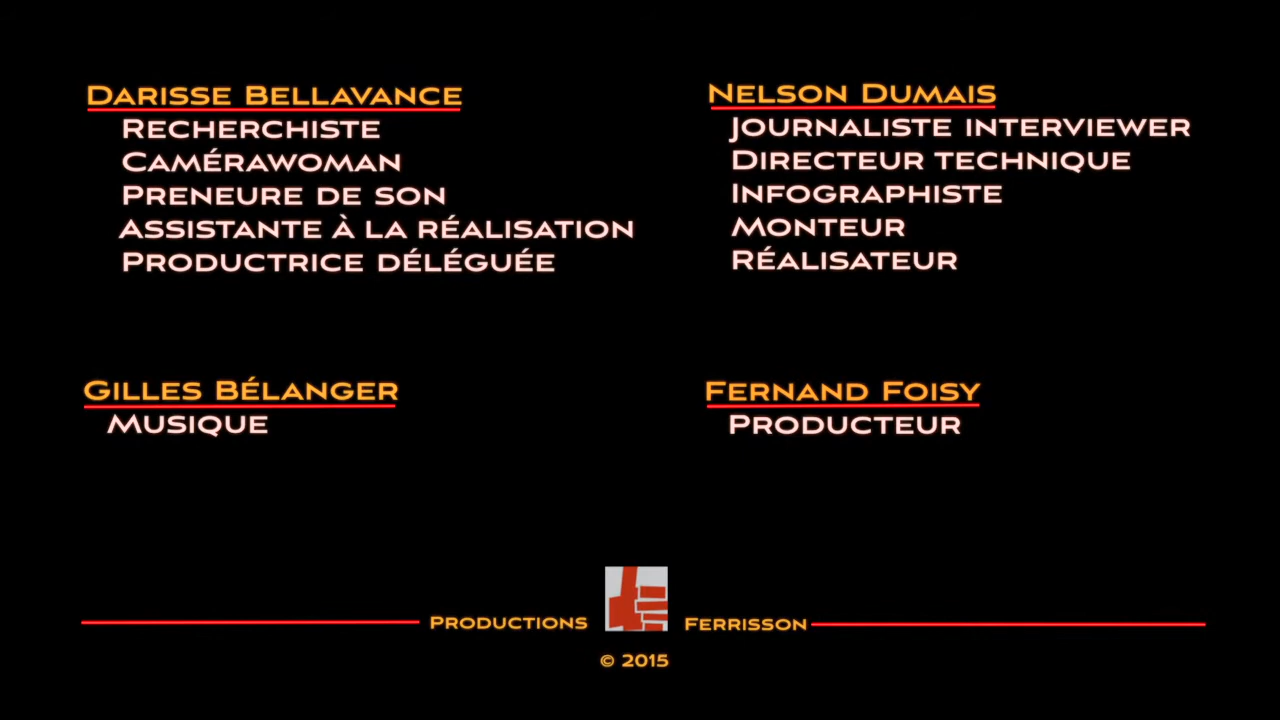 Darisse Bellavance
Recherchiste
Camérawoman
Preneure de son
Assistante à la réalisation
Productrice déléguée
Nelson Dumais
Journaliste interviewer
Directeur technique
Infographiste
Monteur
Réalisateur
Gilles Bélanger
Musique
Fernand Foisy
Producteur
Productions Ferrisson
© 2015